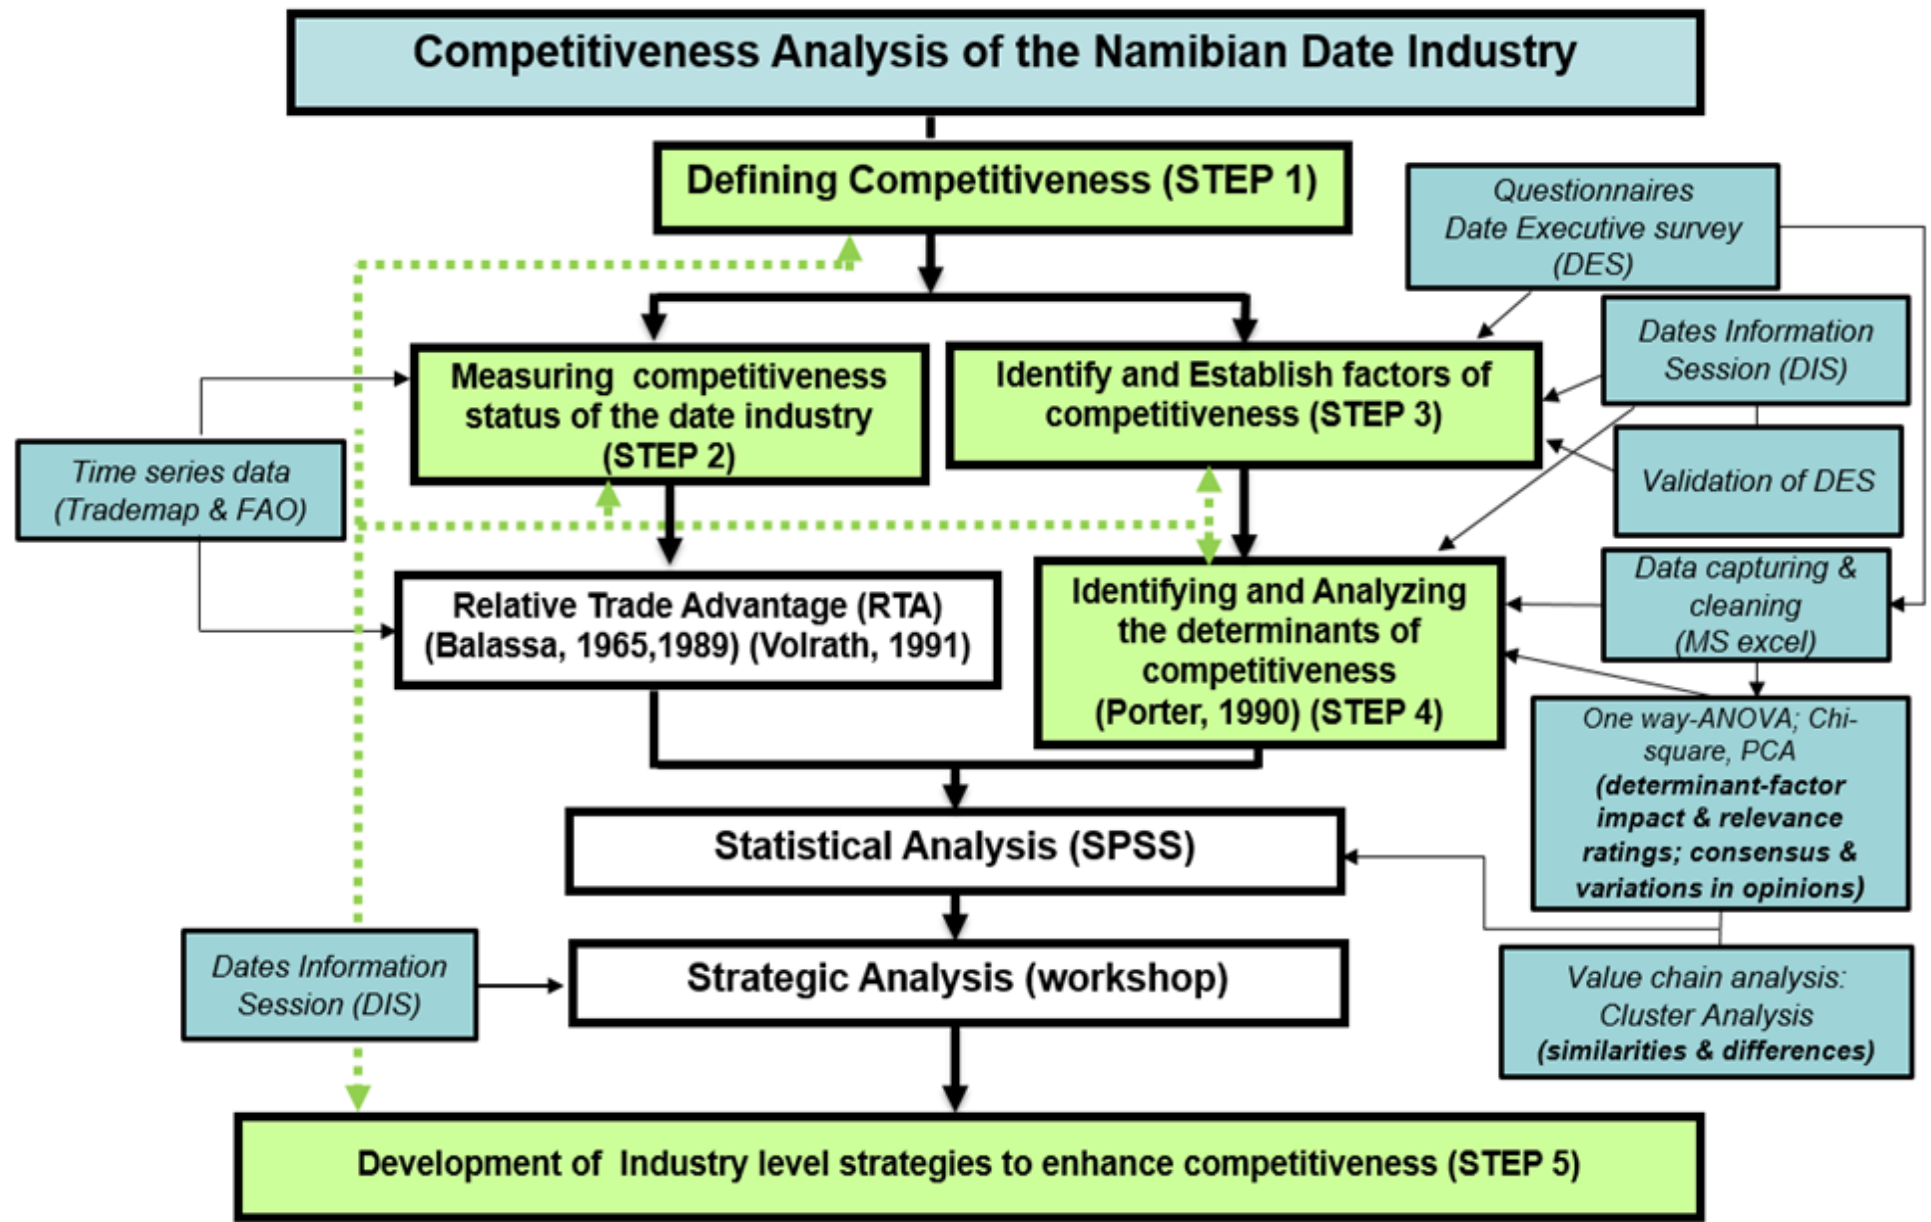 Competitiveness Analysis of the Namibian Date Industry
Defining Competitiveness (STEP 1)
Questionnaires
Date Executive survey
(DES)
Dates Information
Session (DIS)
Measuring competitiveness
status of the date industry
(STEP 2)
Identify and Establish factors of
competitiveness (STEP 3)
Validation of DES
Time series data
(Trademap & FAO)
Relative Trade Advantage (RTA)
(Balassa, 1965,1989) (Volrath, 1991)
Identifying and Analyzing
the determinants of
competitiveness
(Porter, 1990) (STEP 4)
Data capturing &
cleaning
(MS excel)
One way-ANOVA; Chi-
square, PCA
(determinant-factor
impact & relevance
ratings; consensus &
variations in opinions)
Statistical Analysis (SPSS)
Dates Information
Session (DIS)
Strategic Analysis (workshop)
Value chain analysis:
Cluster Analysis
(similarities & differences)
Development of Industry level strategies to enhance competitiveness (STEP 5)